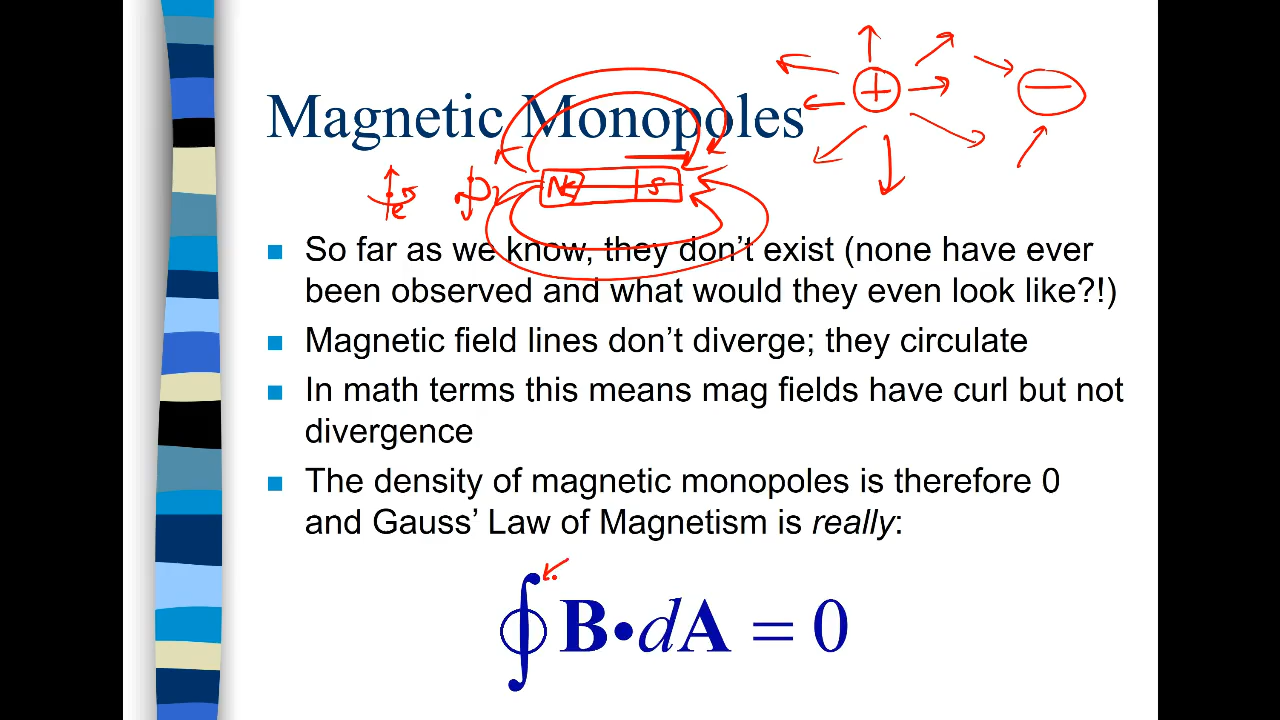 Magnetic Monopoles
+
−
e
N
S
So far as we know, they don't exist (none have ever
been observed and what would they even look like?!)
Magnetic field lines don't diverge; they circulate
In math terms this means mag fields have curl but not
divergence
The density of magnetic monopoles is therefore 0
and Gauss' Law of Magnetism is really:
∮ B•dA = 0